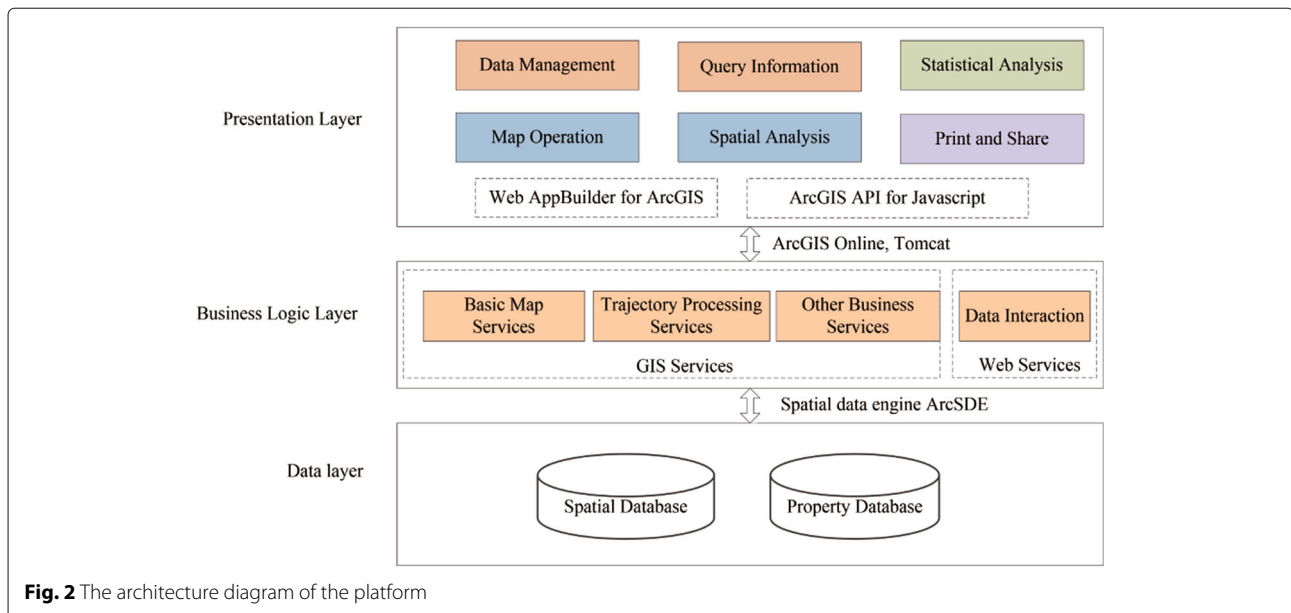 Data Management
Query Information
Statistical Analysis
Presentation Layer
Map Operation
Spatial Analysis
Print and Share
Web AppBuilder for ArcGIS
ArcGIS API for Javascript
ArcGIS Online, Tomcat
Business Logic Layer
Basic Map
Services
Trajectory Processing
Services
Other Business
Services
Data Interaction
GIS Services
Web Services
Spatial data engine ArcSDE
Data layer
Spatial Database
Property Database
Fig. 2 The architecture diagram of the platform